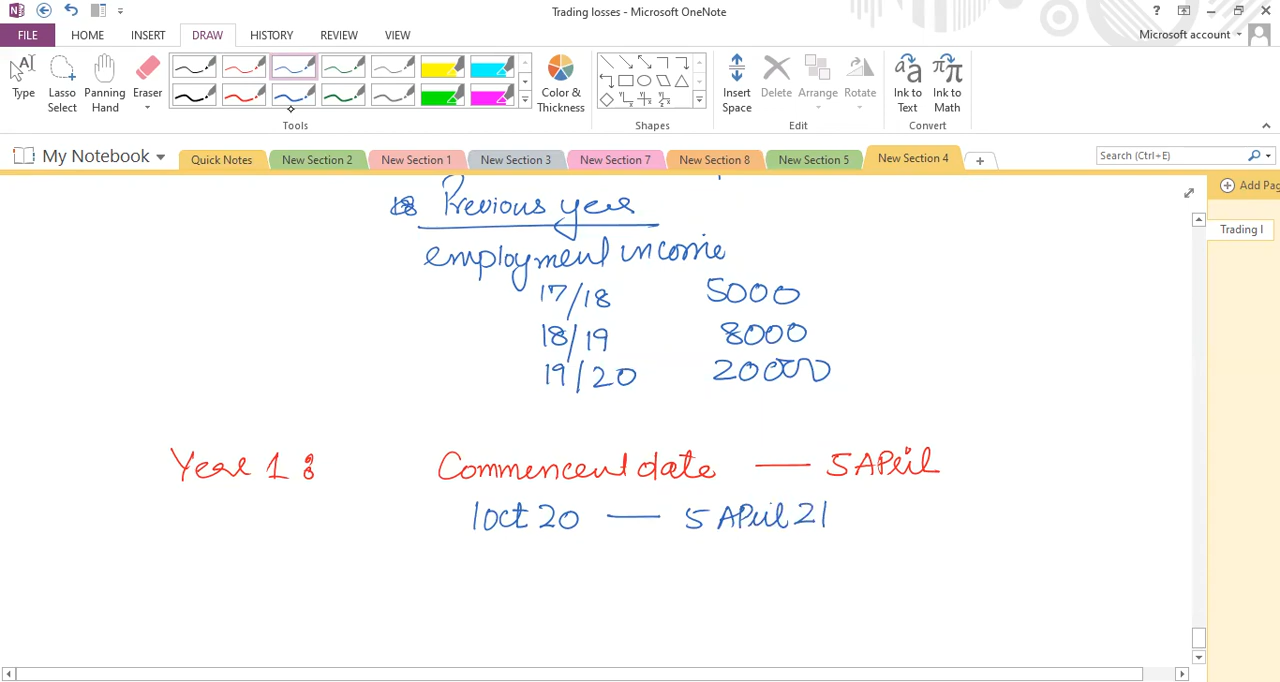 Trading losses - Microsoft OneNote
?
FILE HOME INSERT DRAW HISTORY REVIEW VIEW
Microsoft account
Type
Lasso Select
Panning Hand
Eraser
Color & Thickness
Insert Space
Delete
Arrange
Rotate
Ink to Text
Ink to Math
Tools
Shapes
Edit
Convert
My Notebook
Quick Notes
New Section 2
New Section 1
New Section 3
New Section 7
New Section 8
New Section 5
New Section 4
Search (Ctrl+E)
Add Pag
Trading l
Previous year
employment income
17/18 5000
18/19 8000
19/20 20000
Year 1 : Commencent date — 5 April
1 Oct 20 — 5 April 21